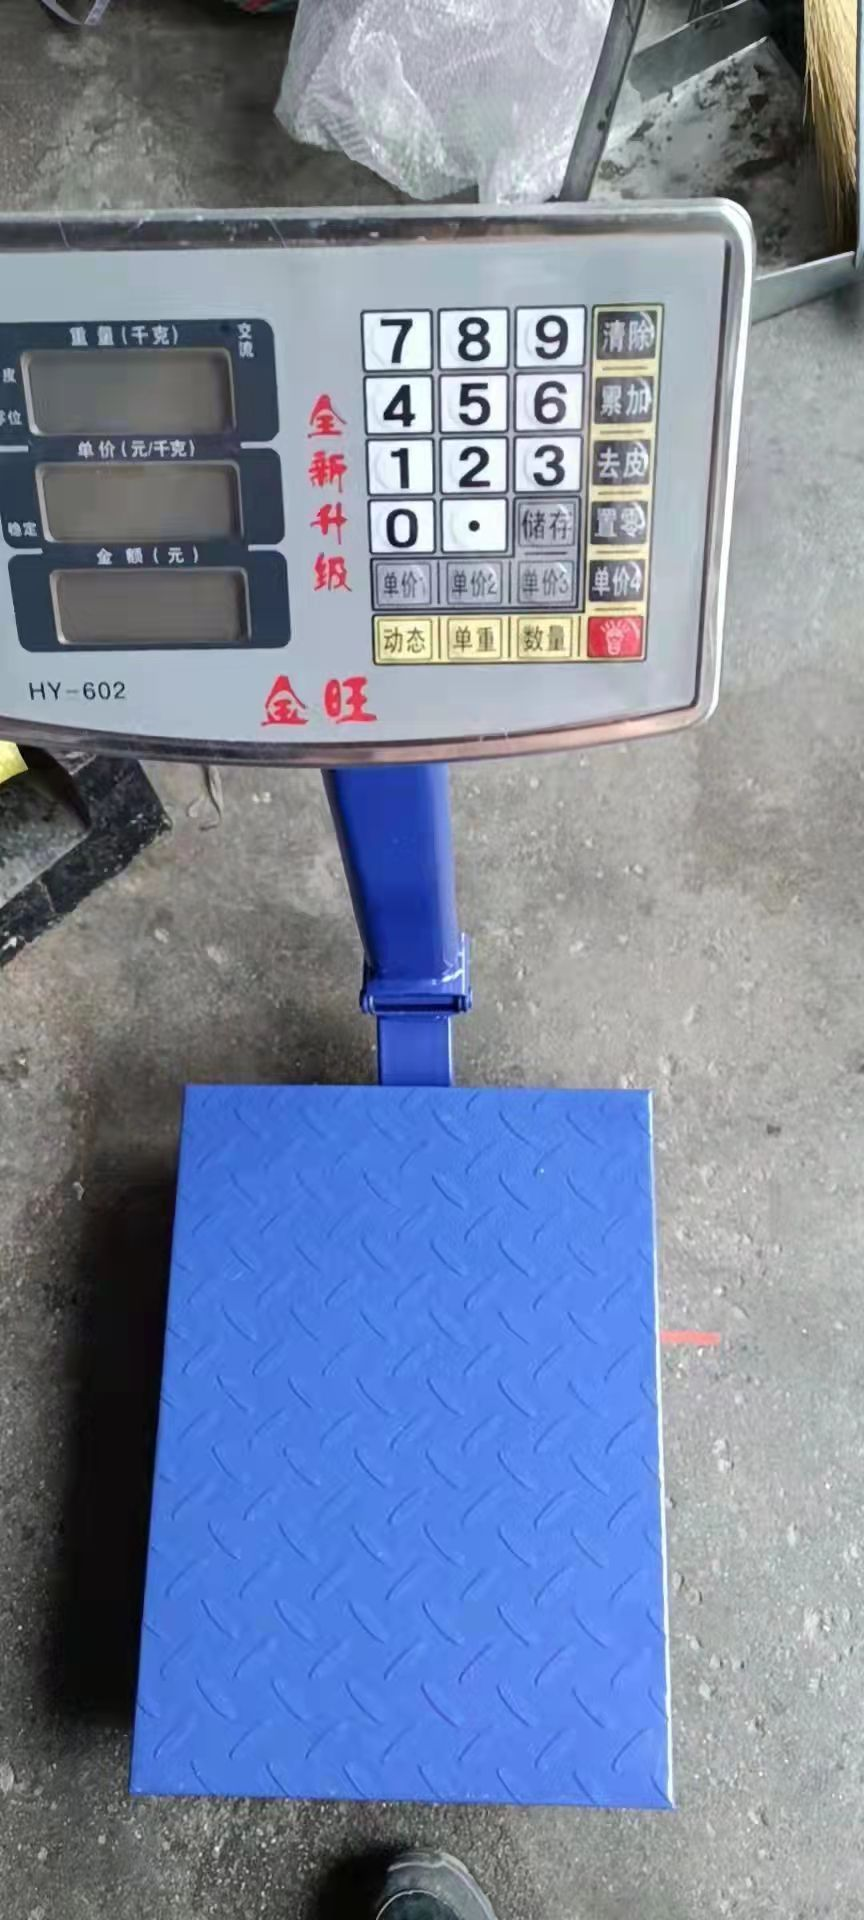 重量(千克)
交流
度
零位
单价(元/千克)
稳定
金额(元)
HY-602
全新升级
金旺
7 8 9 清除
4 5 6 累加
1 2 3 去皮
0 · 储存 置零
单价1 单价2 单价3 单价4
动态 单重 数量